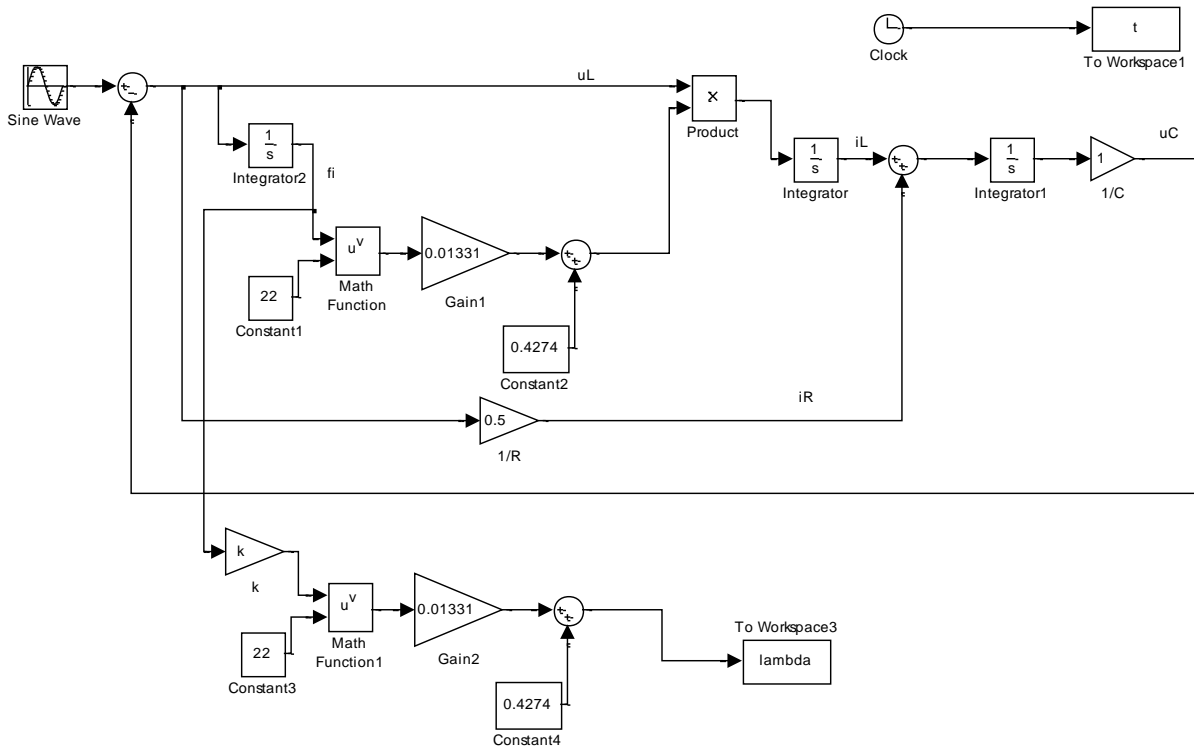 t
Clock
To Workspace1
Sine Wave
uL
x
Product
1
s
Integrator2
fi
1
s
Integrator
iL
1
s
Integrator1
1
1/C
uC
u^v
Math
Function
22
Constant1
0.01331
Gain1
0.4274
Constant2
0.5
1/R
iR
k
k
u^v
Math
Function1
22
Constant3
0.01331
Gain2
0.4274
Constant4
To Workspace3
lambda